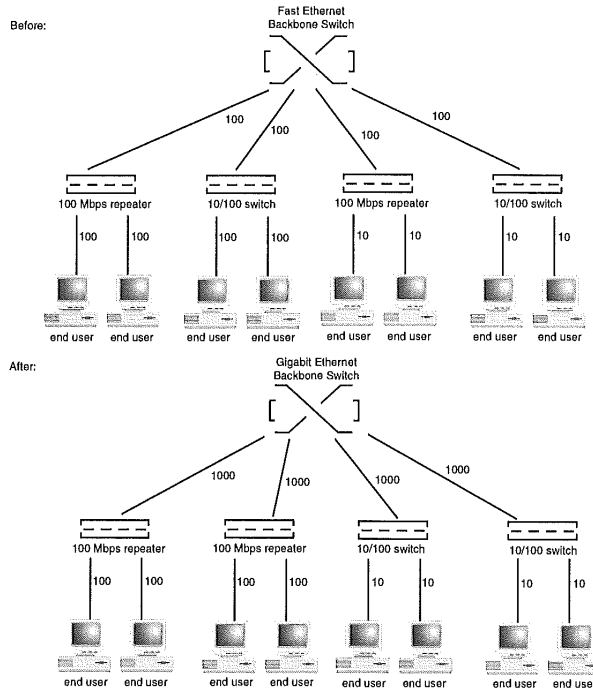 Before:
Fast Ethernet
Backbone Switch
100
100
100
100
100 Mbps repeater
10/100 switch
100 Mbps repeater
10/100 switch
100
100
100
100
10
10
10
10
end user
end user
end user
end user
end user
end user
end user
end user
After:
Gigabit Ethernet
Backbone Switch
1000
1000
1000
1000
100 Mbps repeater
100 Mbps repeater
10/100 switch
10/100 switch
100
100
100
100
10
10
10
10
end user
end user
end user
end user
end user
end user
end user
end use